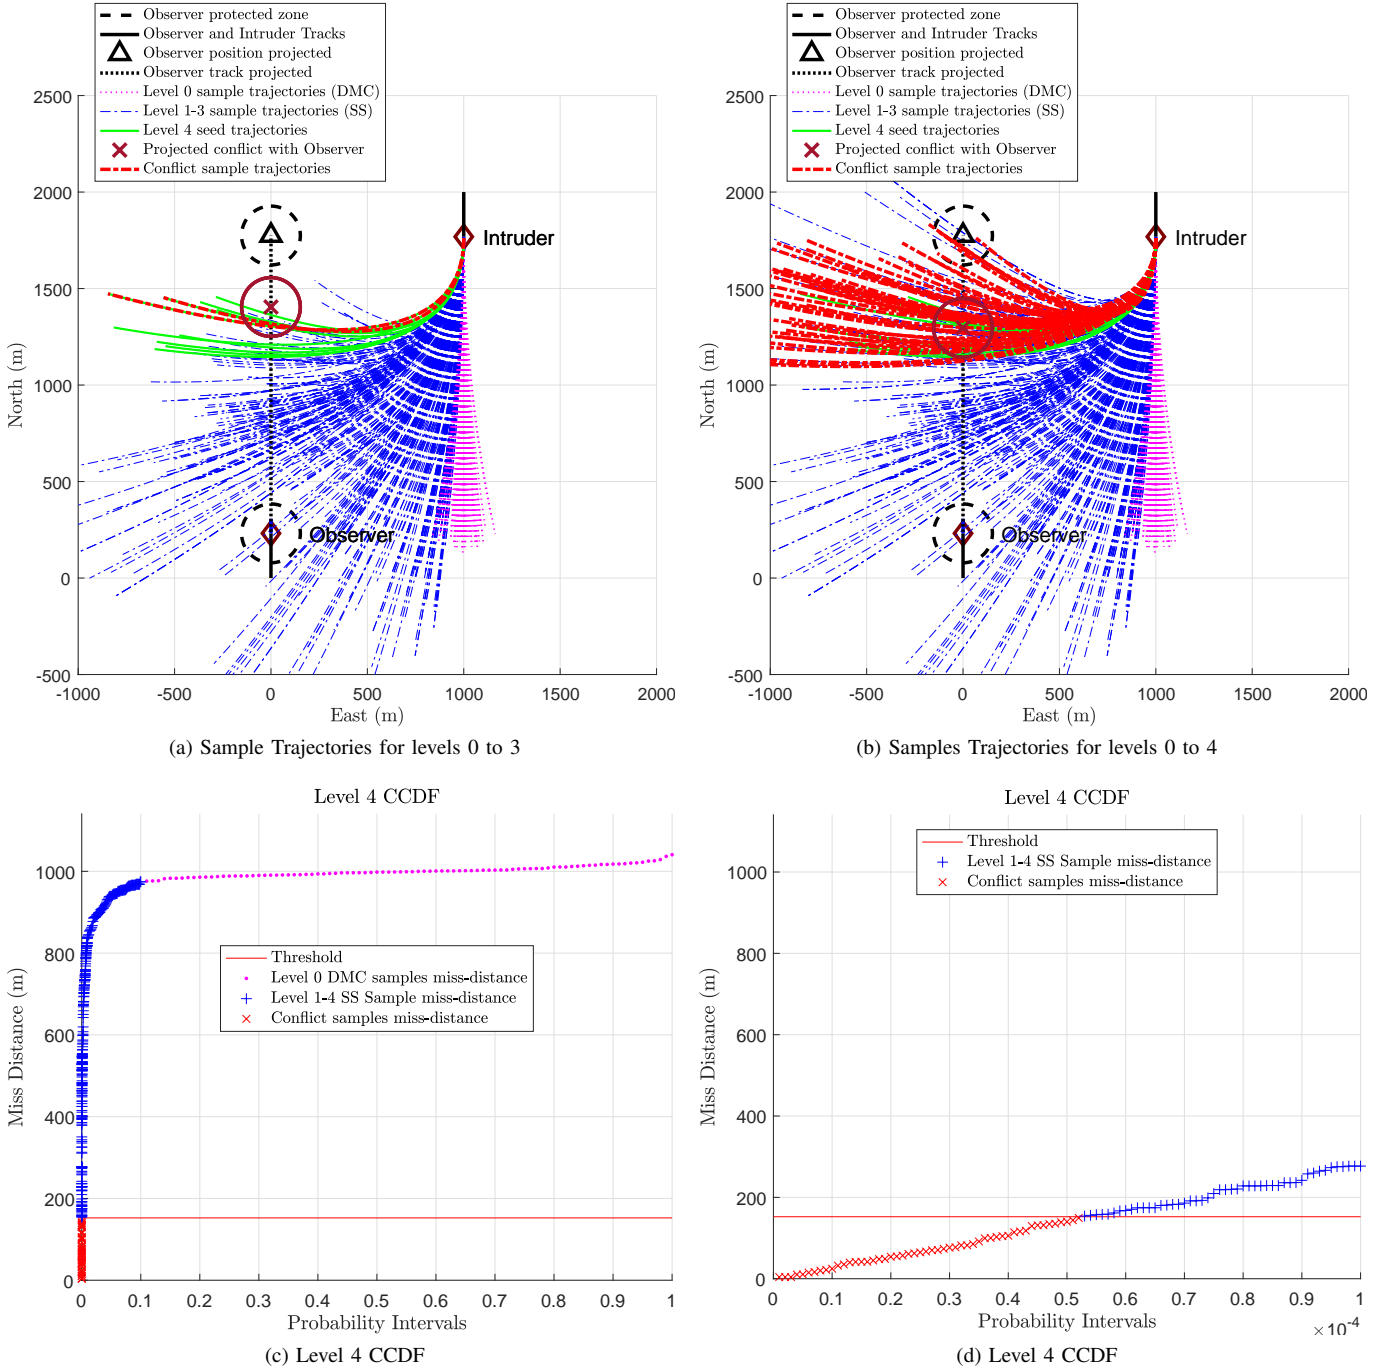 Observer protected zone
Observer and Intruder Tracks
Observer position projected
Observer track projected
Level 0 sample trajectories (DMC)
Level 1-3 sample trajectories (SS)
Level 4 seed trajectories
Projected conflict with Observer
Conflict sample trajectories
2500
2000
1500
1000
500
0
-500
North (m)
Intruder
Observer
-1000 -500 0 500 1000 1500 2000
East (m)
(a) Sample Trajectories for levels 0 to 3
Observer protected zone
Observer and Intruder Tracks
Observer position projected
Observer track projected
Level 0 sample trajectories (DMC)
Level 1-3 sample trajectories (SS)
Level 4 seed trajectories
Projected conflict with Observer
Conflict sample trajectories
2500
2000
1500
1000
500
0
-500
North (m)
Intruder
Observer
-1000 -500 0 500 1000 1500 2000
East (m)
(b) Samples Trajectories for levels 0 to 4
Level 4 CCDF
1000
800
600
400
200
0
Miss Distance (m)
Threshold
Level 0 DMC samples miss-distance
Level 1-4 SS Sample miss-distance
Conflict samples miss-distance
0 0.1 0.2 0.3 0.4 0.5 0.6 0.7 0.8 0.9 1
Probability Intervals
(c) Level 4 CCDF
Level 4 CCDF
Threshold
Level 1-4 SS Sample miss-distance
Conflict samples miss-distance
1000
800
600
400
200
0
Miss Distance (m)
0 0.1 0.2 0.3 0.4 0.5 0.6 0.7 0.8 0.9 1
Probability Intervals
×10-4
(d) Level 4 CCDF